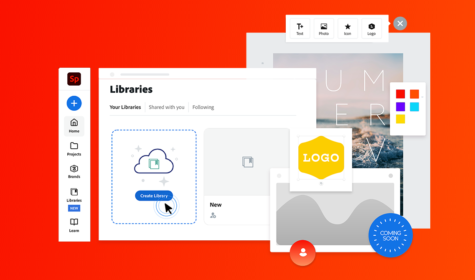 Sp
Home
Projects
Brands
Libraries
NEW
Learn
Libraries
Your Libraries Shared with you Following
Create Library
New
Text Photo Icon Logo
S U M
M E R
V
LOGO
COMING
SOON